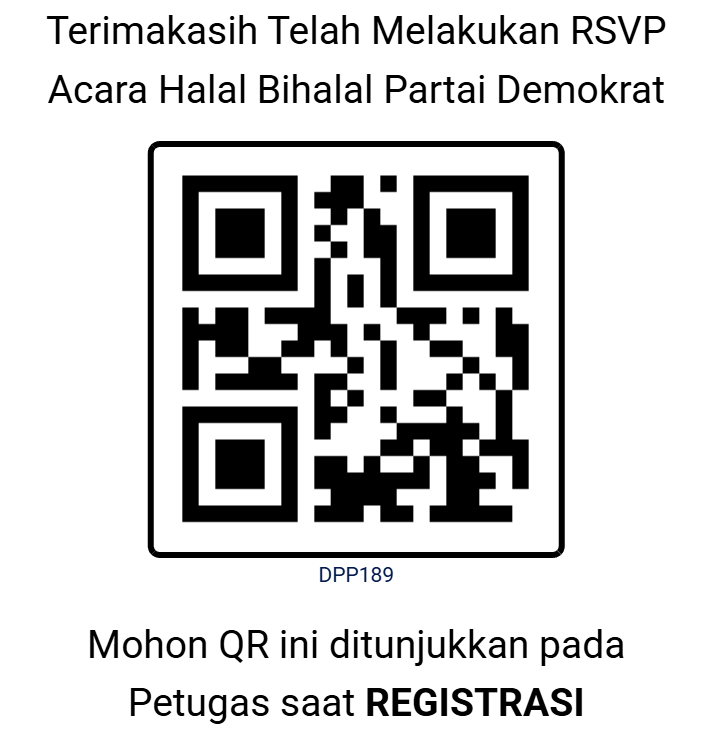 Terimakasih Telah Melakukan RSVP
Acara Halal Bihalal Partai Demokrat
DPP189
Mohon QR ini ditunjukkan pada
Petugas saat REGISTRASI